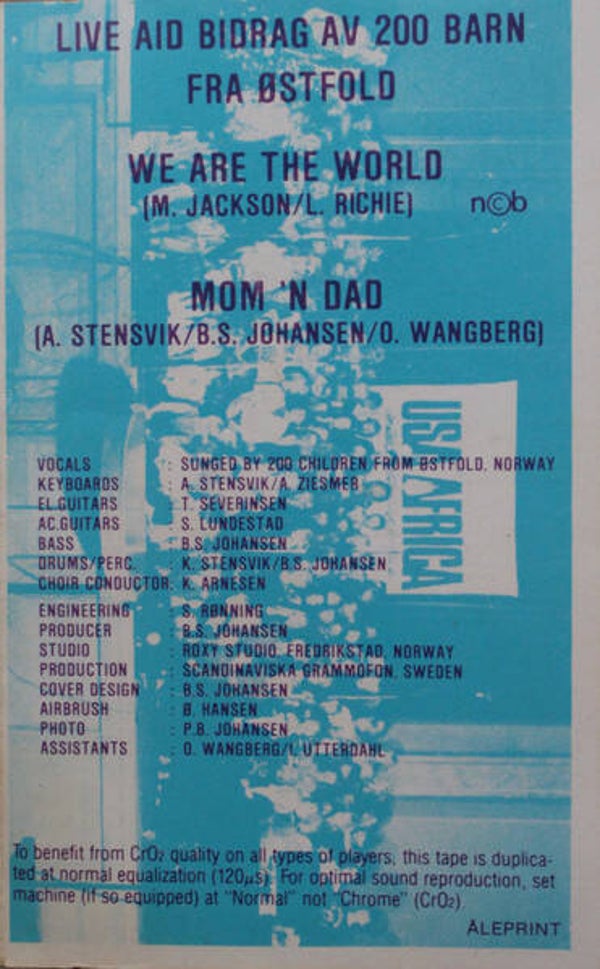 LIVE AID BIDRAG AV 200 BARN
FRA ØSTFOLD
WE ARE THE WORLD
(M. JACKSON/L. RICHIE) n©b
MOM 'N DAD
(A. STENSVIK/B.S. JOHANSEN/O. WANGBERG)
USA AFRICA
VOCALS : SUNGED BY 200 CHILDREN FROM ØSTFOLD, NORWAY
KEYBOARDS : A. STENSVIK/A. ZIESMER
EL.GUITARS : T. SEVERINSEN
AC.GUITARS : S. LUNDESTAD
BASS : B.S. JOHANSEN
DRUMS/PERC. : K. STENSVIK/B.S. JOHANSEN
CHOIR CONDUCTOR: K. ARNESEN
ENGINEERING : S. RØNNING
PRODUCER : B.S. JOHANSEN
STUDIO : ROXY STUDIO, FREDRIKSTAD, NORWAY
PRODUCTION : SCANDINAVISKA GRAMMOFON, SWEDEN
COVER DESIGN : B.S. JOHANSEN
AIRBRUSH : Ø. HANSEN
PHOTO : P.B. JOHANSEN
ASSISTANTS : O. WANGBERG/I. UTTERDAHL
To benefit from CrO₂ quality on all types of players, this tape is duplica-
ted at normal equalization (120µs). For optimal sound reproduction, set
machine (if so equipped) at "Normal" not "Chrome" (CrO₂).
ÅLEPRINT